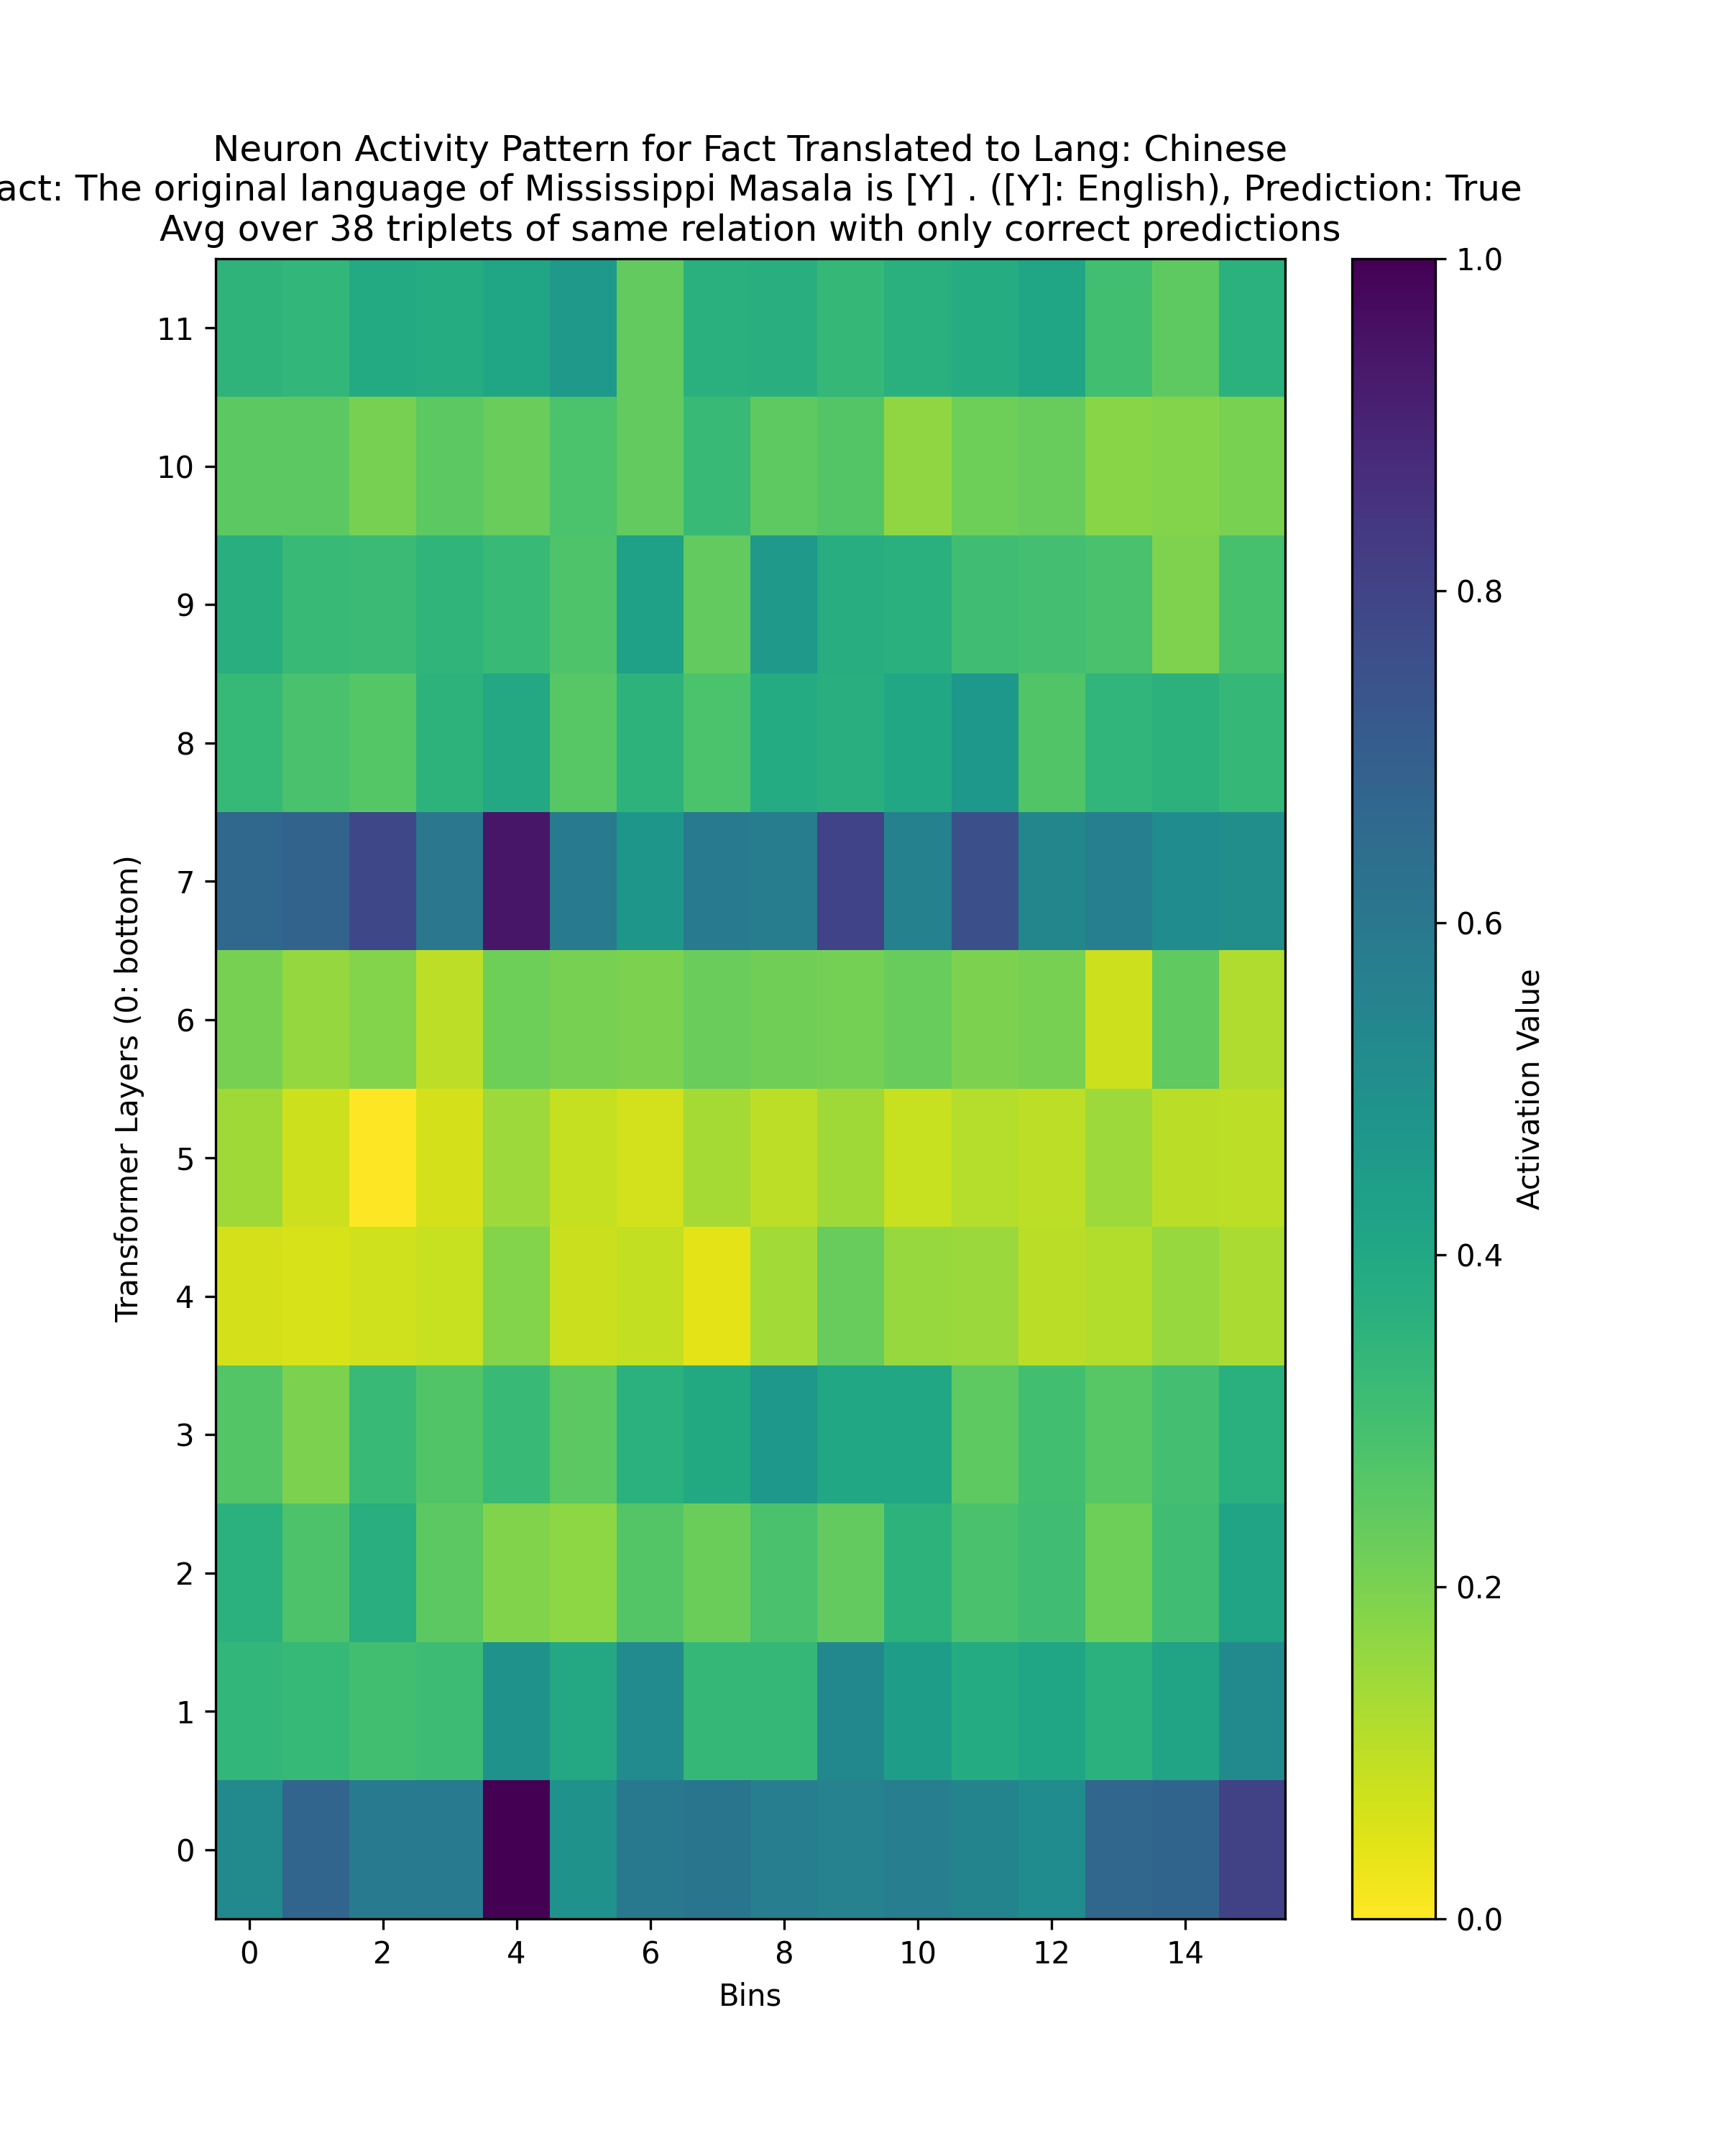 Neuron Activity Pattern for Fact Translated to Lang: Chinese
act: The original language of Mississippi Masala is [Y] . ([Y]: English), Prediction: True
Avg over 38 triplets of same relation with only correct predictions
Transformer Layers (0: bottom)
11
10
9
8
7
6
5
4
3
2
1
0
0 2 4 6 8 10 12 14
Bins
1.0
0.8
0.6
0.4
0.2
0.0
Activation Value